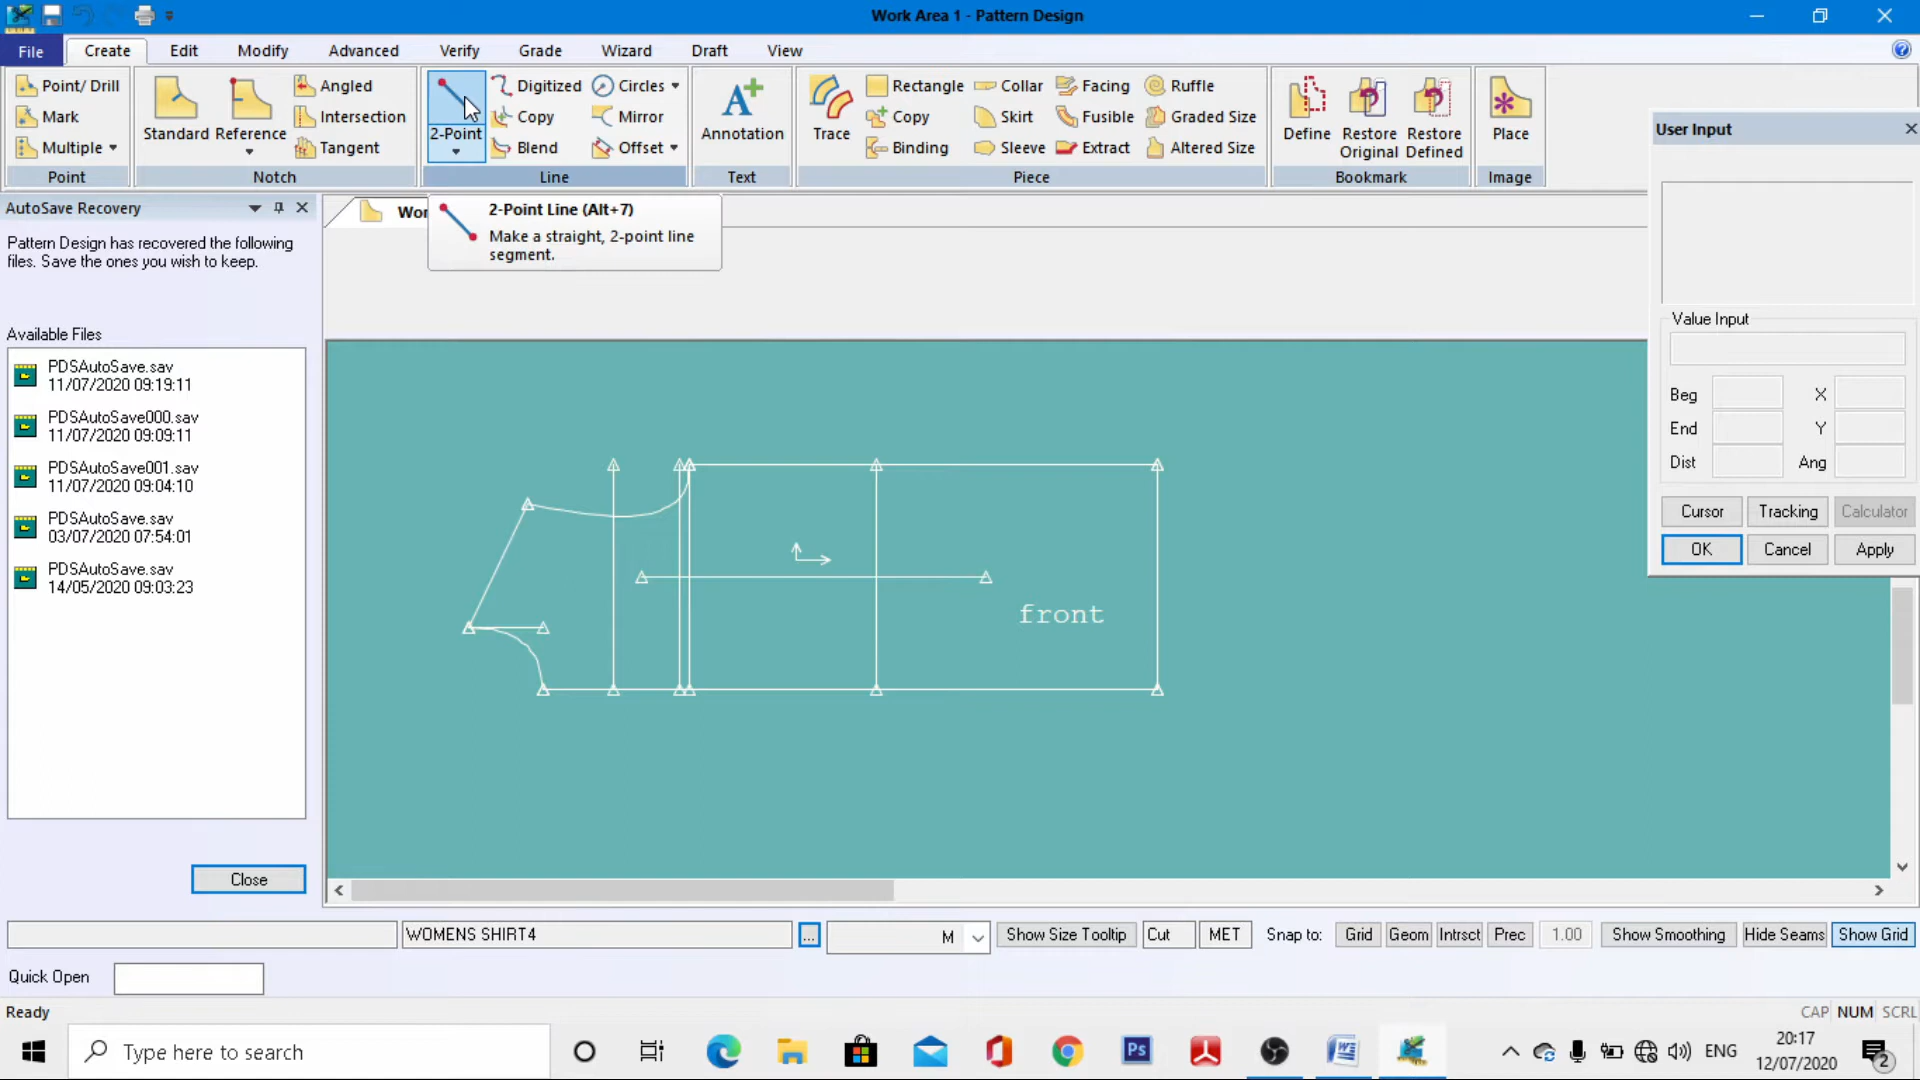 Work Area 1 - Pattern Design
File Create Edit Modify Advanced Verify Grade Wizard Draft View
Point/ Drill
Mark
Multiple
Point
Standard
Reference
Angled
Intersection
Tangent
Notch
2-Point
Digitized
Copy
Blend
Circles
Mirror
Offset
Line
Annotation
Text
Trace
Rectangle
Copy
Binding
Collar
Skirt
Sleeve
Facing
Fusible
Extract
Ruffle
Graded Size
Altered Size
Piece
Define
Restore Original
Restore Defined
Bookmark
Place
Image
AutoSave Recovery
Pattern Design has recovered the following
files. Save the ones you wish to keep.
Available Files
PDSAutoSave.sav
11/07/2020 09:19:11
PDSAutoSave000.sav
11/07/2020 09:09:11
PDSAutoSave001.sav
11/07/2020 09:04:10
PDSAutoSave.sav
03/07/2020 07:54:01
PDSAutoSave.sav
14/05/2020 09:03:23
Close
Wor
2-Point Line (Alt+7)
Make a straight, 2-point line
segment.
front
User Input
Value Input
Beg X
End Y
Dist Ang
Cursor Tracking Calculator
OK Cancel Apply
WOMENS SHIRT4 ... M Show Size Tooltip Cut MET Snap to: Grid Geom Intrsct Prec 1.00 Show Smoothing Hide Seams Show Grid
Quick Open
Ready CAP NUM SCRL
Type here to search
Ps
ENG
20:17
12/07/2020
2